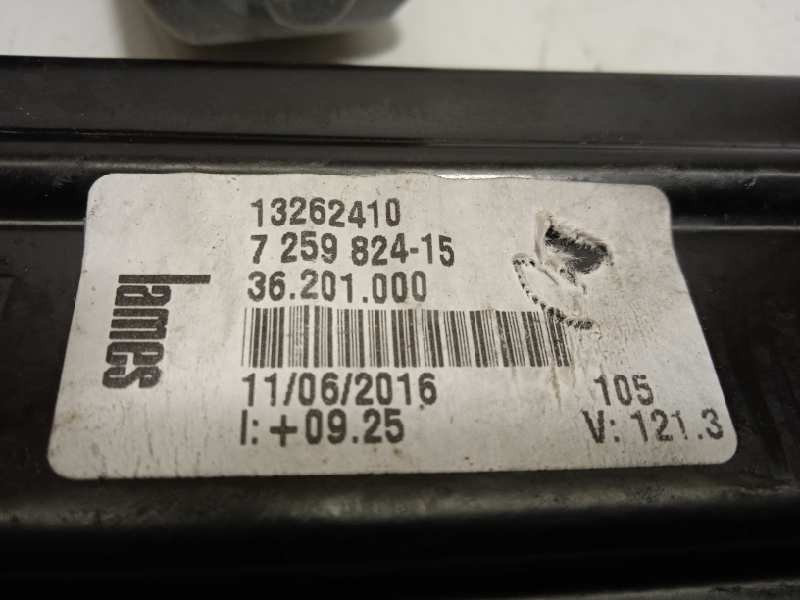 13262410
7 259 824-15
36.201.000
lames
11/06/2016 105
I: +09.25 V: 121.3